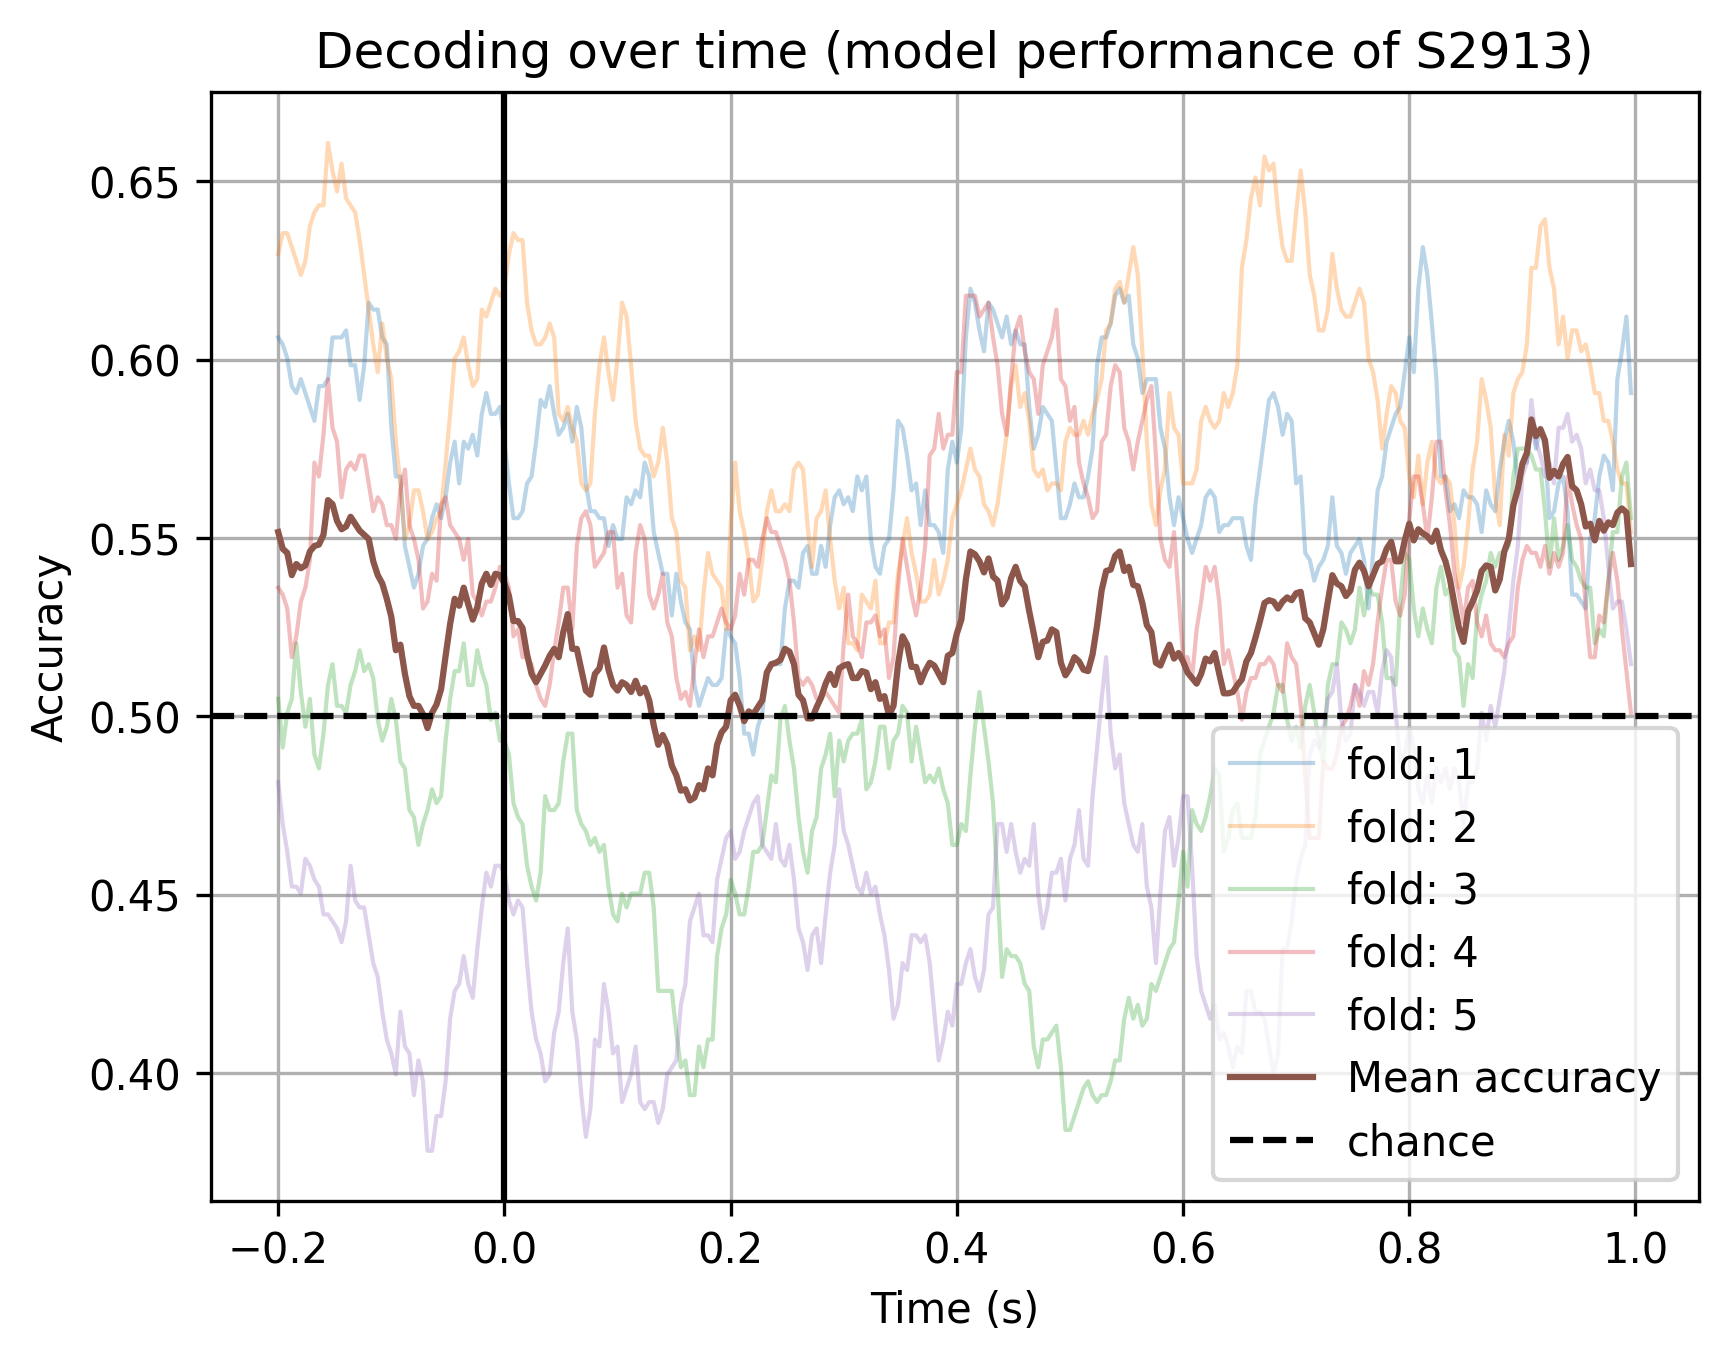 Decoding over time (model performance of S2913)
Accuracy
0.65
0.60
0.55
0.50
0.45
0.40
−0.2
0.0
0.2
0.4
0.6
0.8
1.0
Time (s)
fold: 1
fold: 2
fold: 3
fold: 4
fold: 5
Mean accuracy
chance